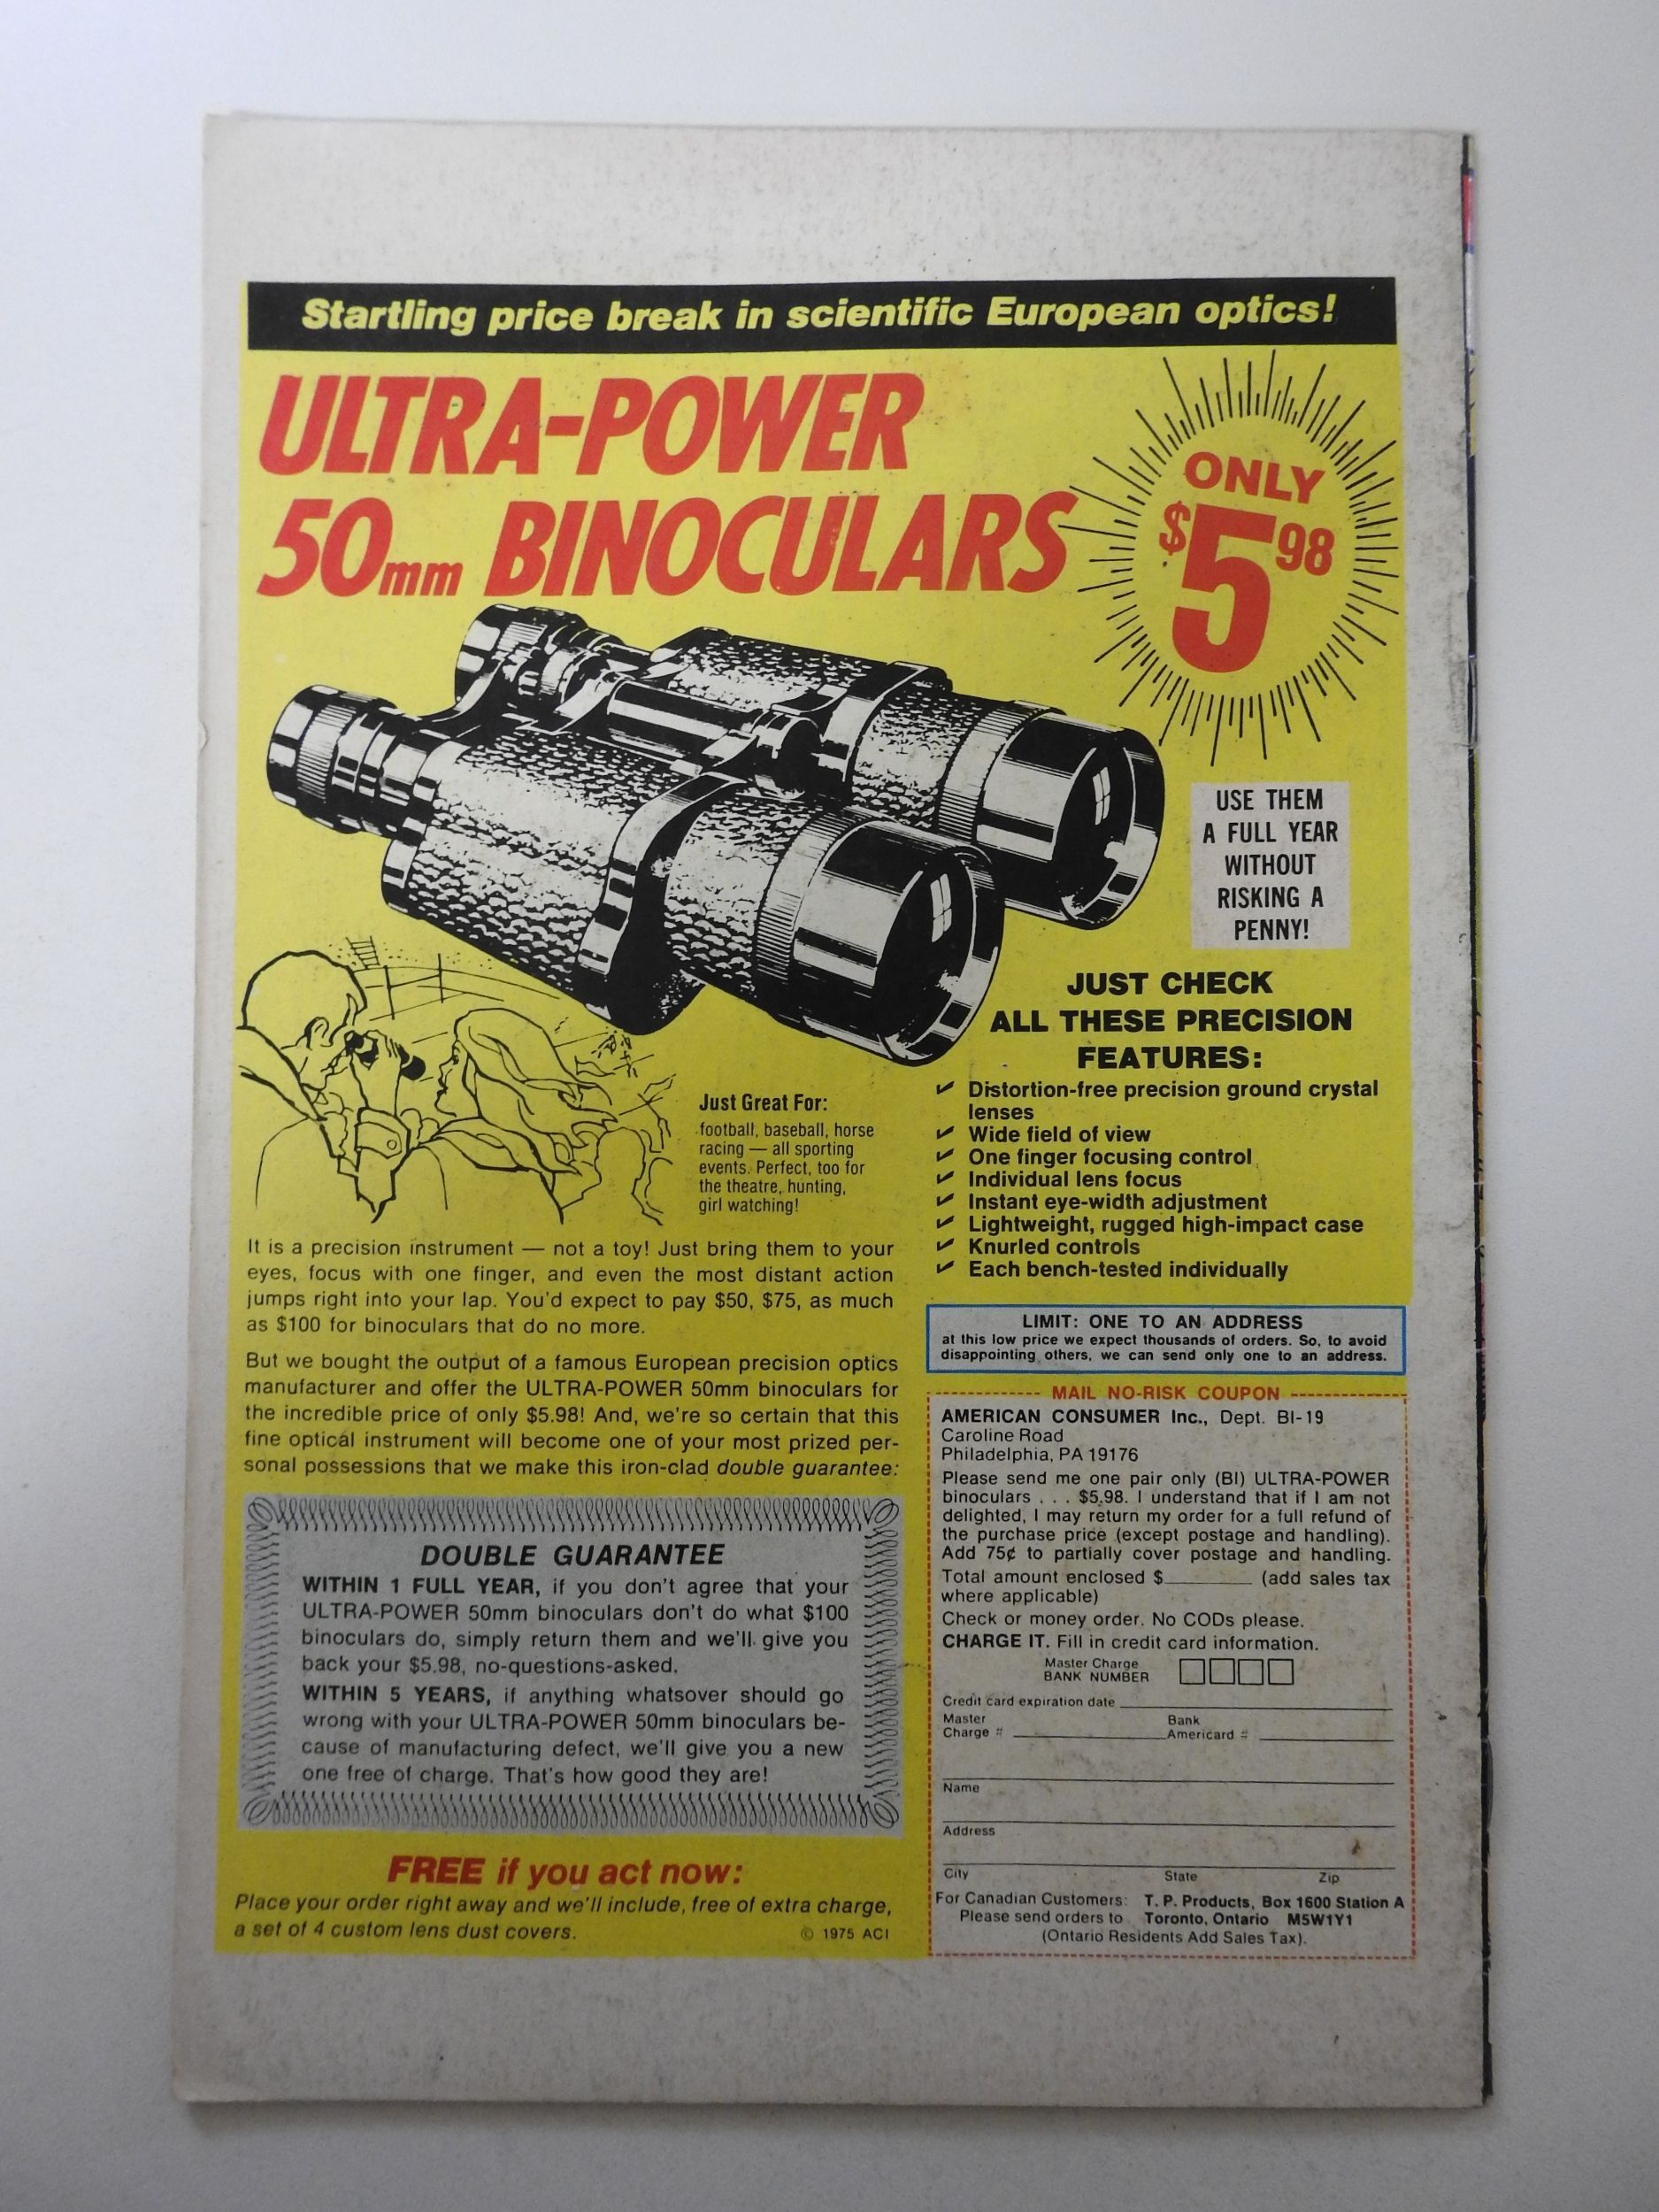 Startling price break in scientific European optics!
ULTRA-POWER
50mm BINOCULARS
ONLY
$5 98
USE THEM
A FULL YEAR
WITHOUT
RISKING A
PENNY!
JUST CHECK
ALL THESE PRECISION
FEATURES:
✔ Distortion-free precision ground crystal
lenses
✔ Wide field of view
✔ One finger focusing control
✔ Individual lens focus
✔ Instant eye-width adjustment
✔ Lightweight, rugged high-impact case
✔ Knurled controls
✔ Each bench-tested individually
Just Great For:
football, baseball, horse
racing — all sporting
events. Perfect, too for
the theatre, hunting,
girl watching!
It is a precision instrument — not a toy! Just bring them to your
eyes, focus with one finger, and even the most distant action
jumps right into your lap. You'd expect to pay $50, $75, as much
as $100 for binoculars that do no more.
But we bought the output of a famous European precision optics
manufacturer and offer the ULTRA-POWER 50mm binoculars for
the incredible price of only $5.98! And, we're so certain that this
fine optical instrument will become one of your most prized per-
sonal possessions that we make this iron-clad double guarantee:
DOUBLE GUARANTEE
WITHIN 1 FULL YEAR, if you don't agree that your
ULTRA-POWER 50mm binoculars don't do what $100
binoculars do, simply return them and we'll give you
back your $5.98, no-questions-asked.
WITHIN 5 YEARS, if anything whatsover should go
wrong with your ULTRA-POWER 50mm binoculars be-
cause of manufacturing defect, we'll give you a new
one free of charge. That's how good they are!
FREE if you act now:
Place your order right away and we'll include, free of extra charge,
a set of 4 custom lens dust covers.
© 1975 ACI
LIMIT: ONE TO AN ADDRESS
at this low price we expect thousands of orders. So, to avoid
disappointing others, we can send only one to an address.
MAIL NO-RISK COUPON
AMERICAN CONSUMER Inc., Dept. BI-19
Caroline Road
Philadelphia, PA 19176
Please send me one pair only (BI) ULTRA-POWER
binoculars . . . $5.98. I understand that if I am not
delighted, I may return my order for a full refund of
the purchase price (except postage and handling).
Add 75¢ to partially cover postage and handling.
Total amount enclosed $________ (add sales tax
where applicable)
Check or money order. No CODs please.
CHARGE IT. Fill in credit card information.
Master Charge
BANK NUMBER
Credit card expiration date
Master Bank
Charge # Americard #
Name
Address
City State Zip
For Canadian Customers: T. P. Products, Box 1600 Station A
Please send orders to Toronto, Ontario M5W1Y1
(Ontario Residents Add Sales Tax).